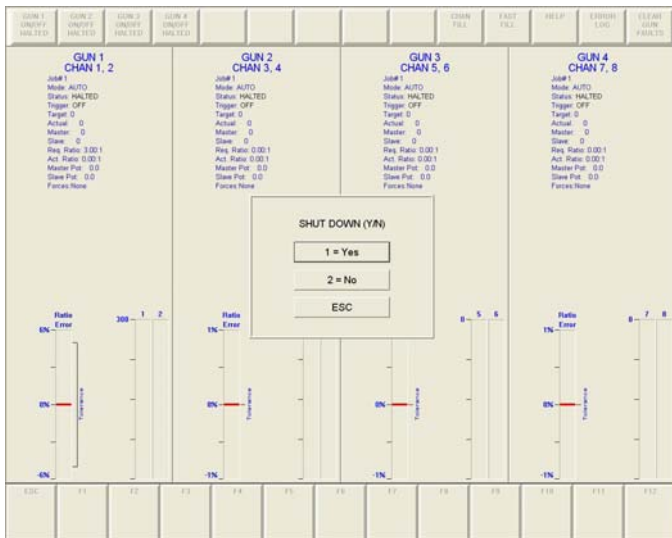 GUN 1 ON/OFF HALTED
GUN 2 ON/OFF HALTED
GUN 3 ON/OFF HALTED
GUN 4 ON/OFF HALTED
CHAN FILL
FAST FILL
HELP
ERROR LOG
CLEAR GUN FAULTS
GUN 1
CHAN 1, 2
Job# 1
Mode: AUTO
Status: HALTED
Trigger: OFF
Target: 0
Actual: 0
Master: 0
Slave: 0
Req. Ratio: 3.00:1
Act. Ratio: 0.00:1
Master Pot: 0.0
Slave Pot: 0.0
Forces:None
GUN 2
CHAN 3, 4
Job# 1
Mode: AUTO
Status: HALTED
Trigger: OFF
Target: 0
Actual: 0
Master: 0
Slave: 0
Req. Ratio: 0.00:1
Act. Ratio: 0.00:1
Master Pot: 0.0
Slave Pot: 0.0
Forces:None
GUN 3
CHAN 5, 6
Job# 1
Mode: AUTO
Status: HALTED
Trigger: OFF
Target: 0
Actual: 0
Master: 0
Slave: 0
Req. Ratio: 0.00:1
Act. Ratio: 0.00:1
Master Pot: 0.0
Slave Pot: 0.0
Forces:None
GUN 4
CHAN 7, 8
Job# 1
Mode: AUTO
Status: HALTED
Trigger: OFF
Target: 0
Actual: 0
Master: 0
Slave: 0
Req. Ratio: 0.00:1
Act. Ratio: 0.00:1
Master Pot: 0.0
Slave Pot: 0.0
Forces:None
SHUT DOWN (Y/N)
1 = Yes
2 = No
ESC
Ratio Error
6%
0%
-6%
Tolerance
300
1 2
Ratio Error
1%
0%
-1%
Tolerance
0%
-1%
Tolerance
0
5 6
Ratio Error
1%
0%
-1%
Tolerance
0
7 8
ESC F1 F2 F3 F4 F5 F6 F7 F8 F9 F10 F11 F12